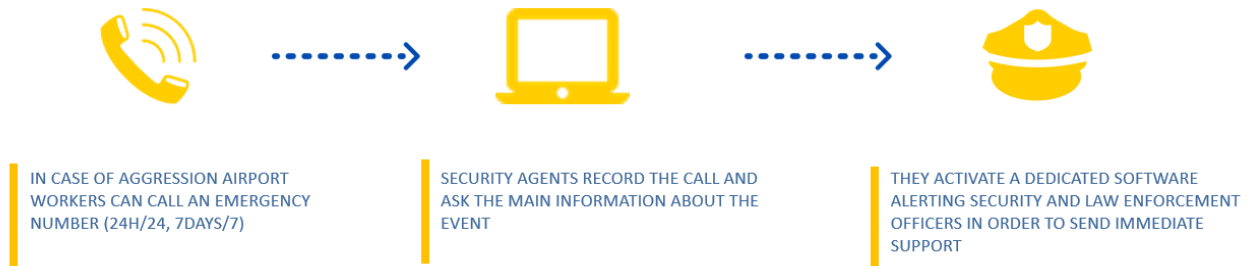 IN CASE OF AGGRESSION AIRPORT
WORKERS CAN CALL AN EMERGENCY
NUMBER (24H/24, 7DAYS/7)
SECURITY AGENTS RECORD THE CALL AND
ASK THE MAIN INFORMATION ABOUT THE
EVENT
THEY ACTIVATE A DEDICATED SOFTWARE
ALERTING SECURITY AND LAW ENFORCEMENT
OFFICERS IN ORDER TO SEND IMMEDIATE
SUPPORT